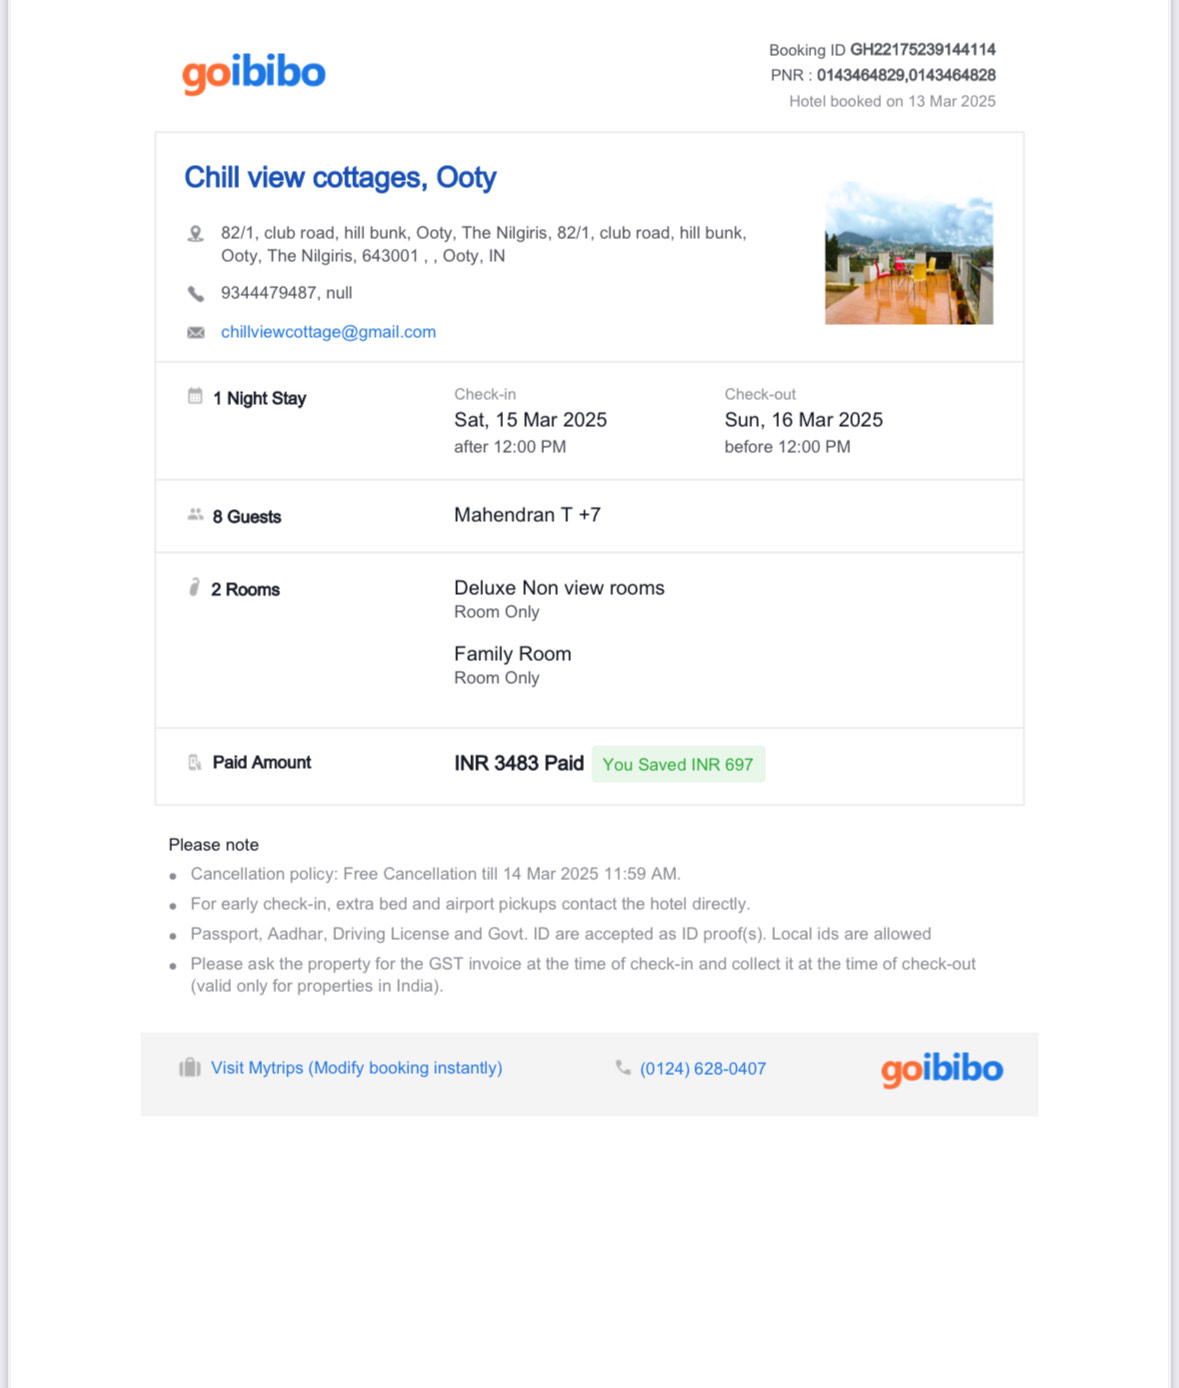 goibibo
Booking ID GH22175239144114
PNR : 0143464829,0143464828
Hotel booked on 13 Mar 2025
Chill view cottages, Ooty
82/1, club road, hill bunk, Ooty, The Nilgiris, 82/1, club road, hill bunk,
Ooty, The Nilgiris, 643001 , , Ooty, IN
9344479487, null
chillviewcottage@gmail.com
1 Night Stay
Check-in
Sat, 15 Mar 2025
after 12:00 PM
Check-out
Sun, 16 Mar 2025
before 12:00 PM
8 Guests
Mahendran T +7
2 Rooms
Deluxe Non view rooms
Room Only
Family Room
Room Only
Paid Amount
INR 3483 Paid
You Saved INR 697
Please note
• Cancellation policy: Free Cancellation till 14 Mar 2025 11:59 AM.
• For early check-in, extra bed and airport pickups contact the hotel directly.
• Passport, Aadhar, Driving License and Govt. ID are accepted as ID proof(s). Local ids are allowed
• Please ask the property for the GST invoice at the time of check-in and collect it at the time of check-out
(valid only for properties in India).
Visit Mytrips (Modify booking instantly)
(0124) 628-0407
goibibo